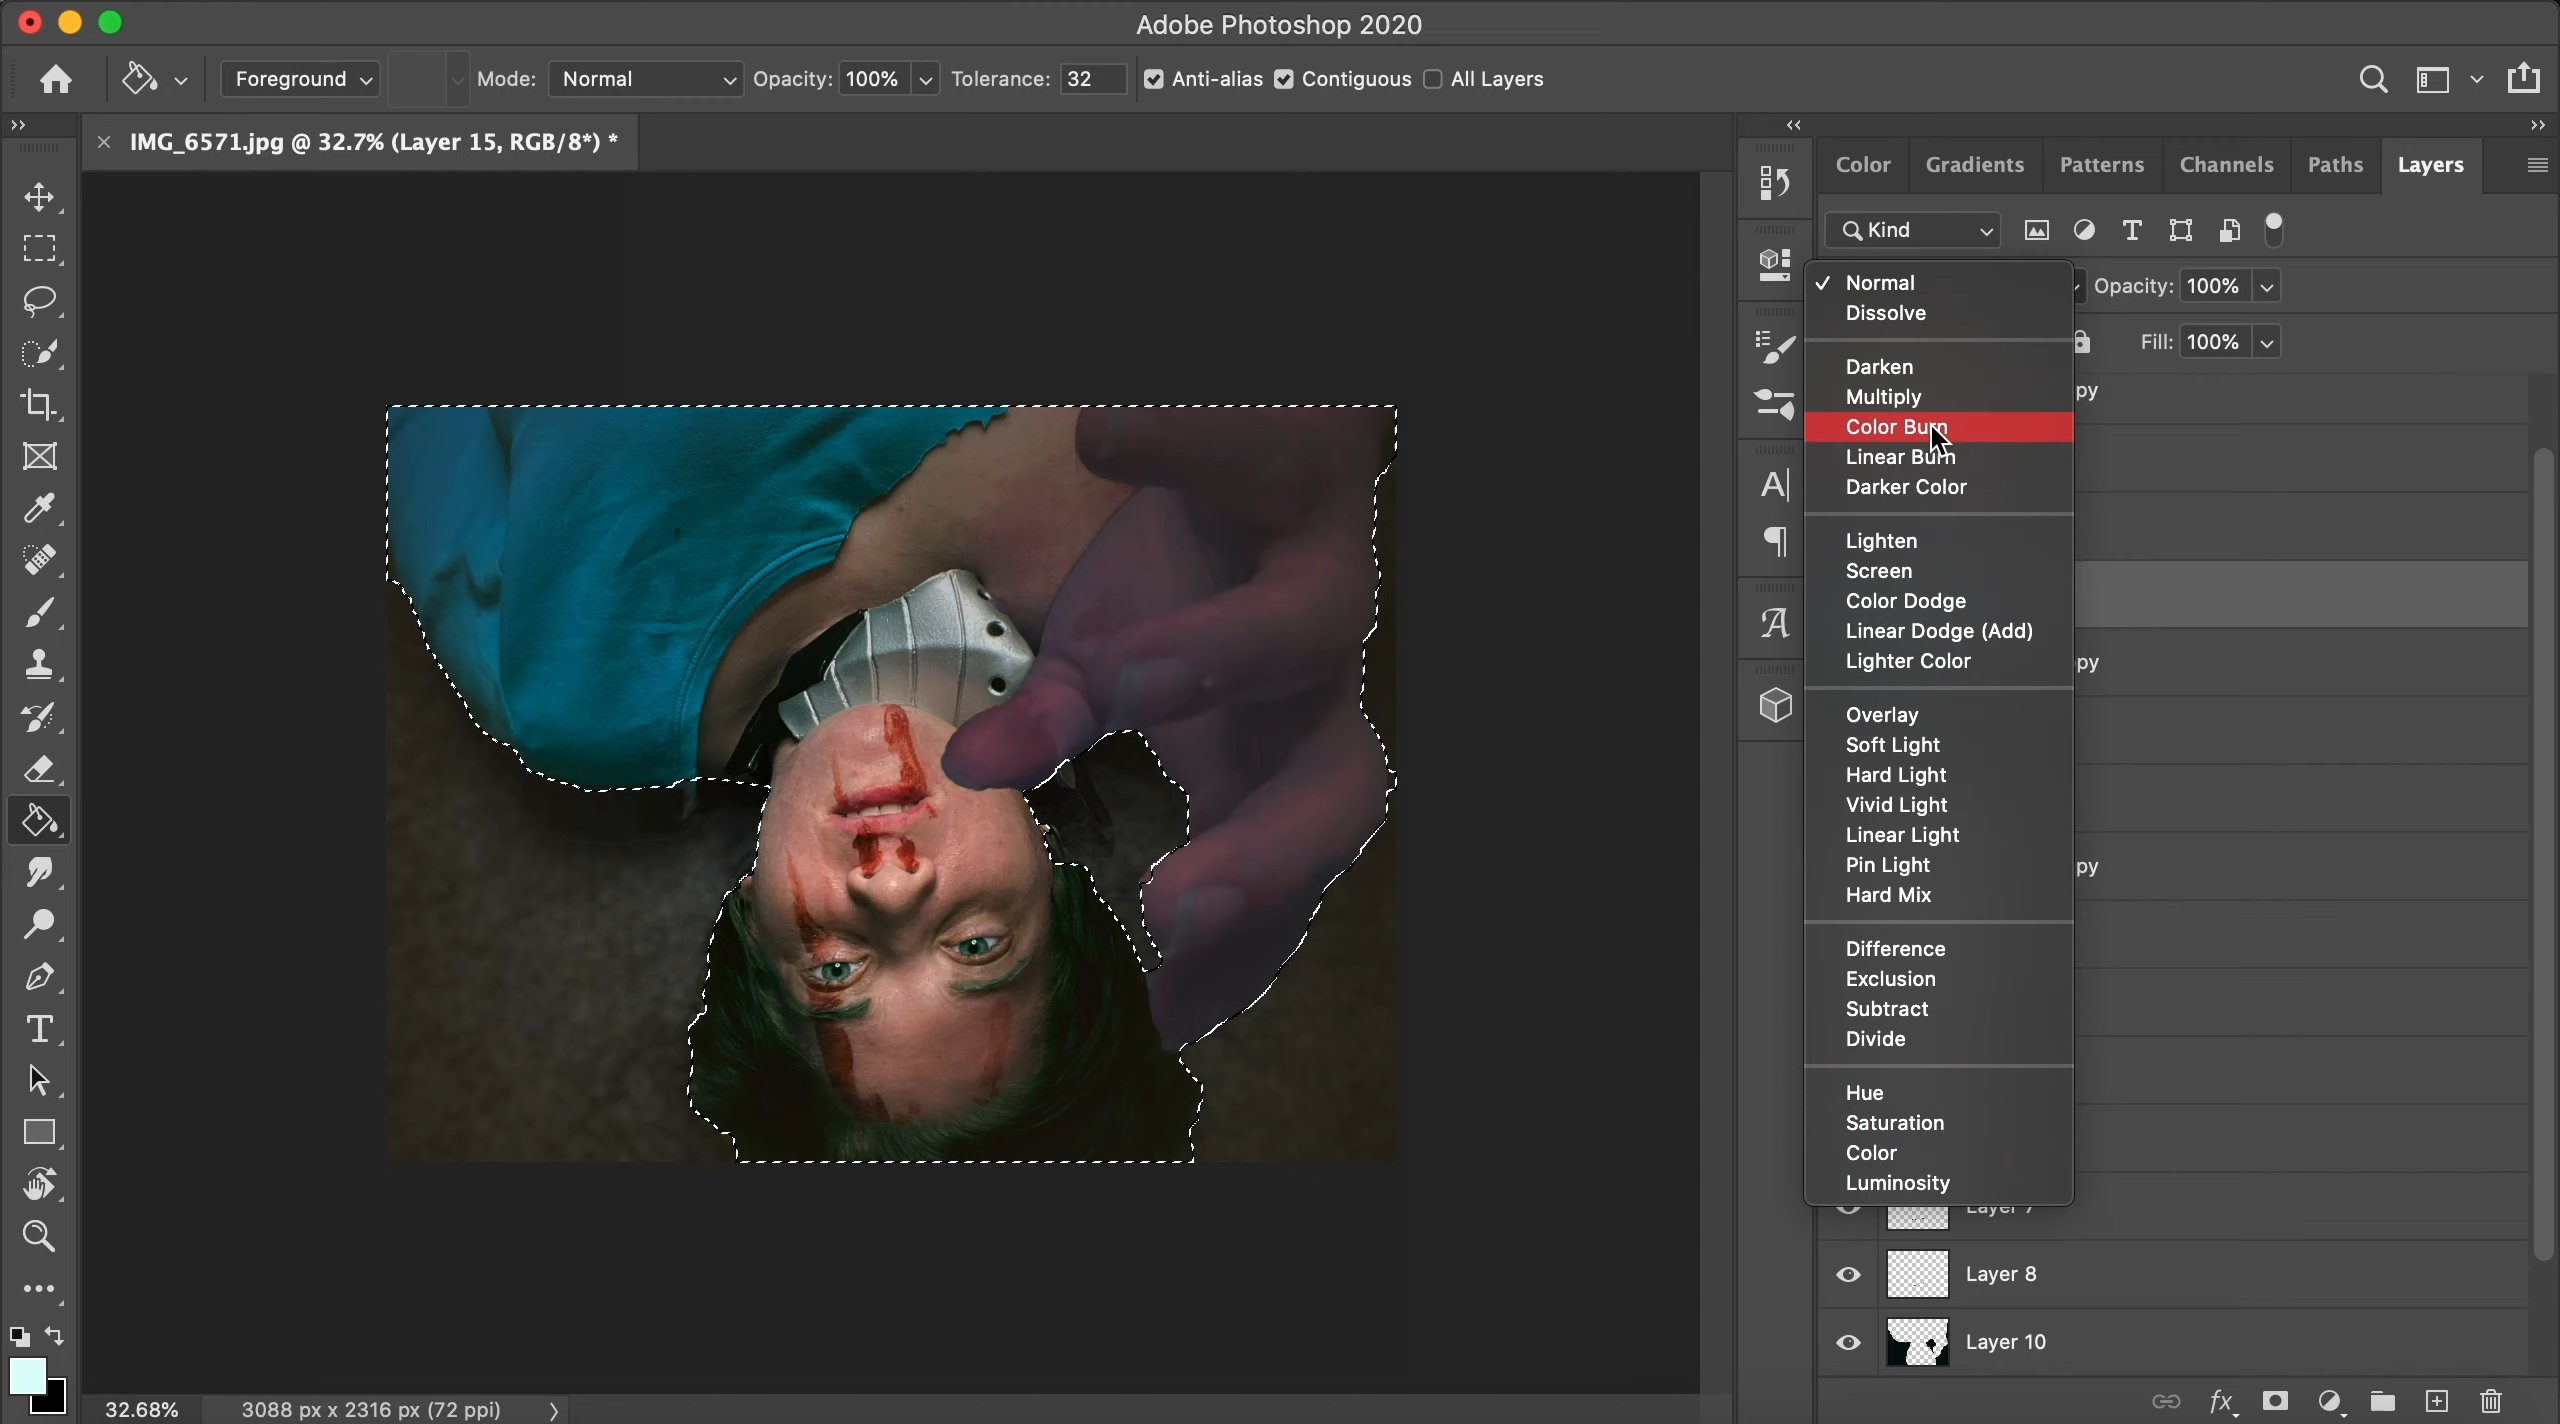 Adobe Photoshop 2020
Foreground Mode: Normal Opacity: 100% Tolerance: 32 Anti-alias Contiguous All Layers
IMG_6571.jpg @ 32.7% (Layer 15, RGB/8*) *
Color Gradients Patterns Channels Paths Layers
Kind
Normal
Opacity: 100%
Dissolve
Fill: 100%
Darken
py
Multiply
Color Burn
Linear Burn
Darker Color
Lighten
Screen
Color Dodge
Linear Dodge (Add)
Lighter Color
py
Overlay
Soft Light
Hard Light
Vivid Light
Linear Light
Pin Light
py
Hard Mix
Difference
Exclusion
Subtract
Divide
Hue
Saturation
Color
Luminosity
Layer 7
Layer 8
Layer 10
32.68% 3088 px x 2316 px (72 ppi)
fx